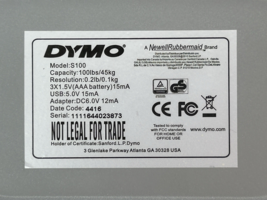 DYMO
A NewellRubbermaid Brand
Model:S100
Capacity:100lbs/45kg
Resolution:0.2lb/0.1kg
3X1.5V(AAA battery)15mA
USB:5.0V 15mA
Adapter:DC6.0V 12mA
Date Code: 4416
Serial: 1111644023873
NOT LEGAL FOR TRADE
Holder of Certificate:Sanford.L.P.Dymo
3 Glenlake Parkway Atlanta GA 30328 USA
Tested to comply
with FCC standards
FOR HOME OR
OFFICE USE
www.dymo.com